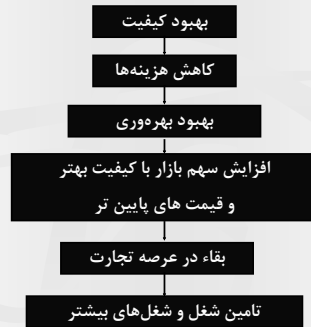 بهبود کیفیت
کاهش هزینه‌ها
بهبود بهره‌وری
افزایش سهم بازار با کیفیت بهتر
و قیمت های پایین تر
بقاء در عرصه تجارت
تامین شغل و شغل‌های بیشتر